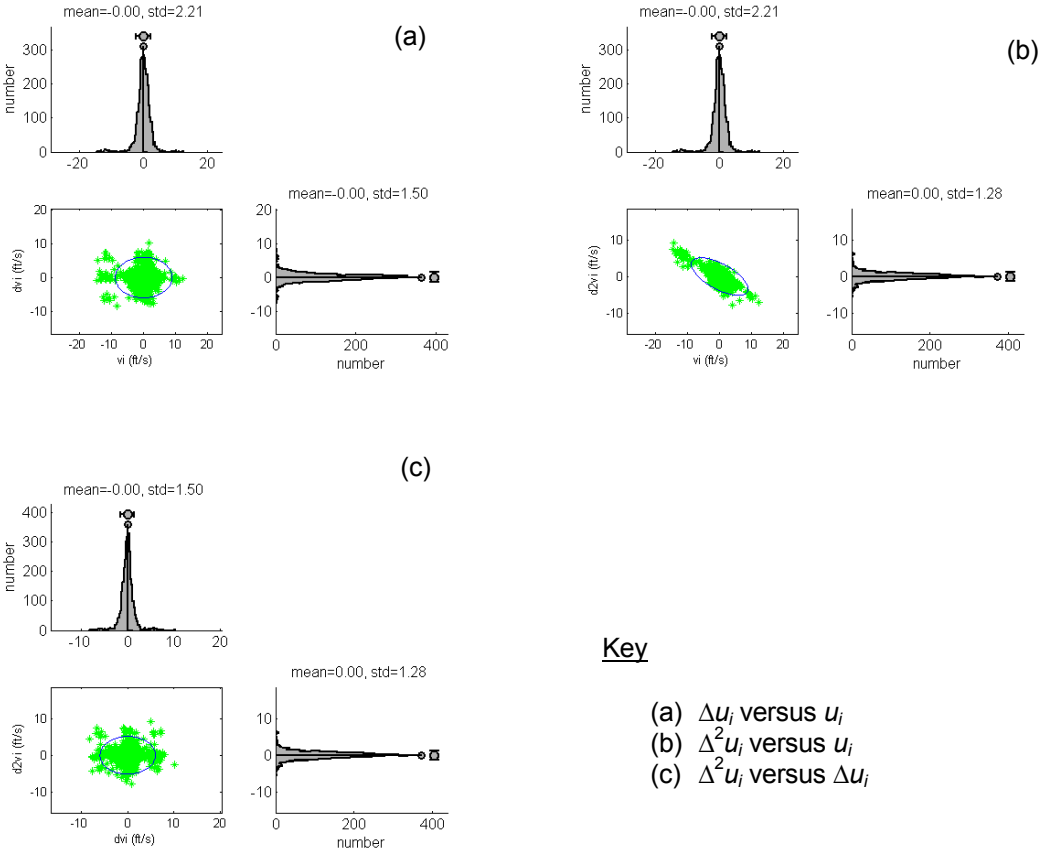 mean=-0.00, std=2.21
(a)
number
300
200
100
0
-20
0
20
mean=-0.00, std=1.50
dvi (ft/s)
20
10
0
-10
-20
-10
0
10
20
vi (ft/s)
20
10
0
-10
0
200
400
number
mean=-0.00, std=2.21
(b)
number
300
200
100
0
-20
0
20
mean=0.00, std=1.28
d2vi (ft/s)
10
0
-10
-20
-10
0
10
20
vi (ft/s)
10
0
-10
0
200
400
number
(c)
mean=-0.00, std=1.50
number
400
300
200
100
0
-10
0
10
20
mean=0.00, std=1.28
d2vi (ft/s)
10
0
-10
-10
0
10
20
dvi (ft/s)
10
0
-10
0
200
400
number
Key
(a) Δuᵢ versus uᵢ
(b) Δ²uᵢ versus uᵢ
(c) Δ²uᵢ versus Δuᵢ